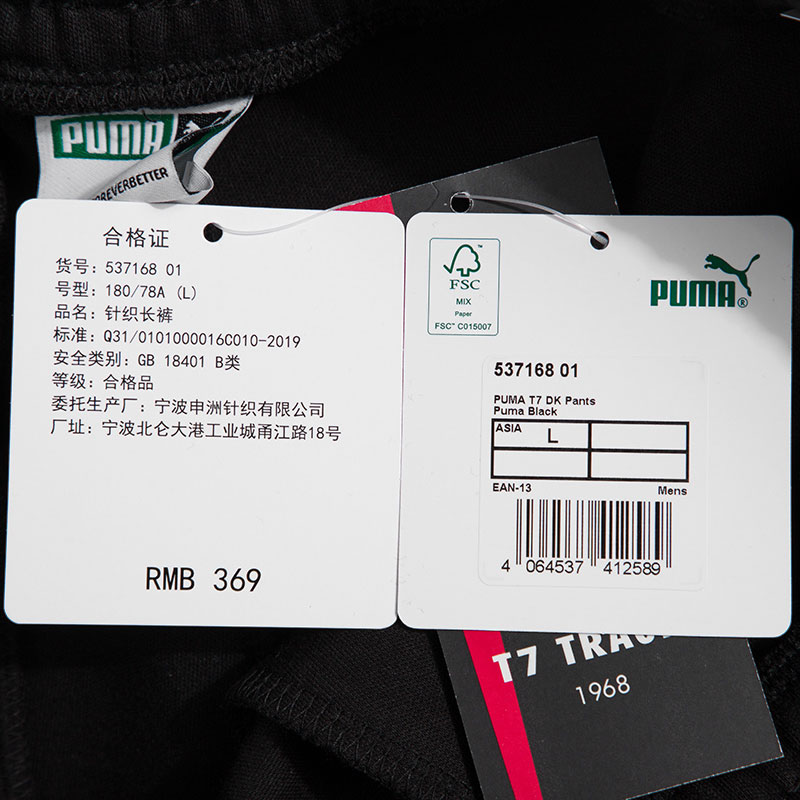 PUMA
FOREVERBETTER
合格证
货号: 537168 01
号型: 180/78A (L)
品名: 针织长裤
标准: Q31/0101000016C010-2019
安全类别: GB 18401 B类
等级: 合格品
委托生产厂: 宁波申洲针织有限公司
厂址: 宁波北仑大港工业城甬江路18号
RMB 369
FSC
MIX
Paper
FSC™ C015007
PUMA®
537168 01
PUMA T7 DK Pants
Puma Black
ASIA
L
EAN-13
Mens
4 064537 412589
T7
1968